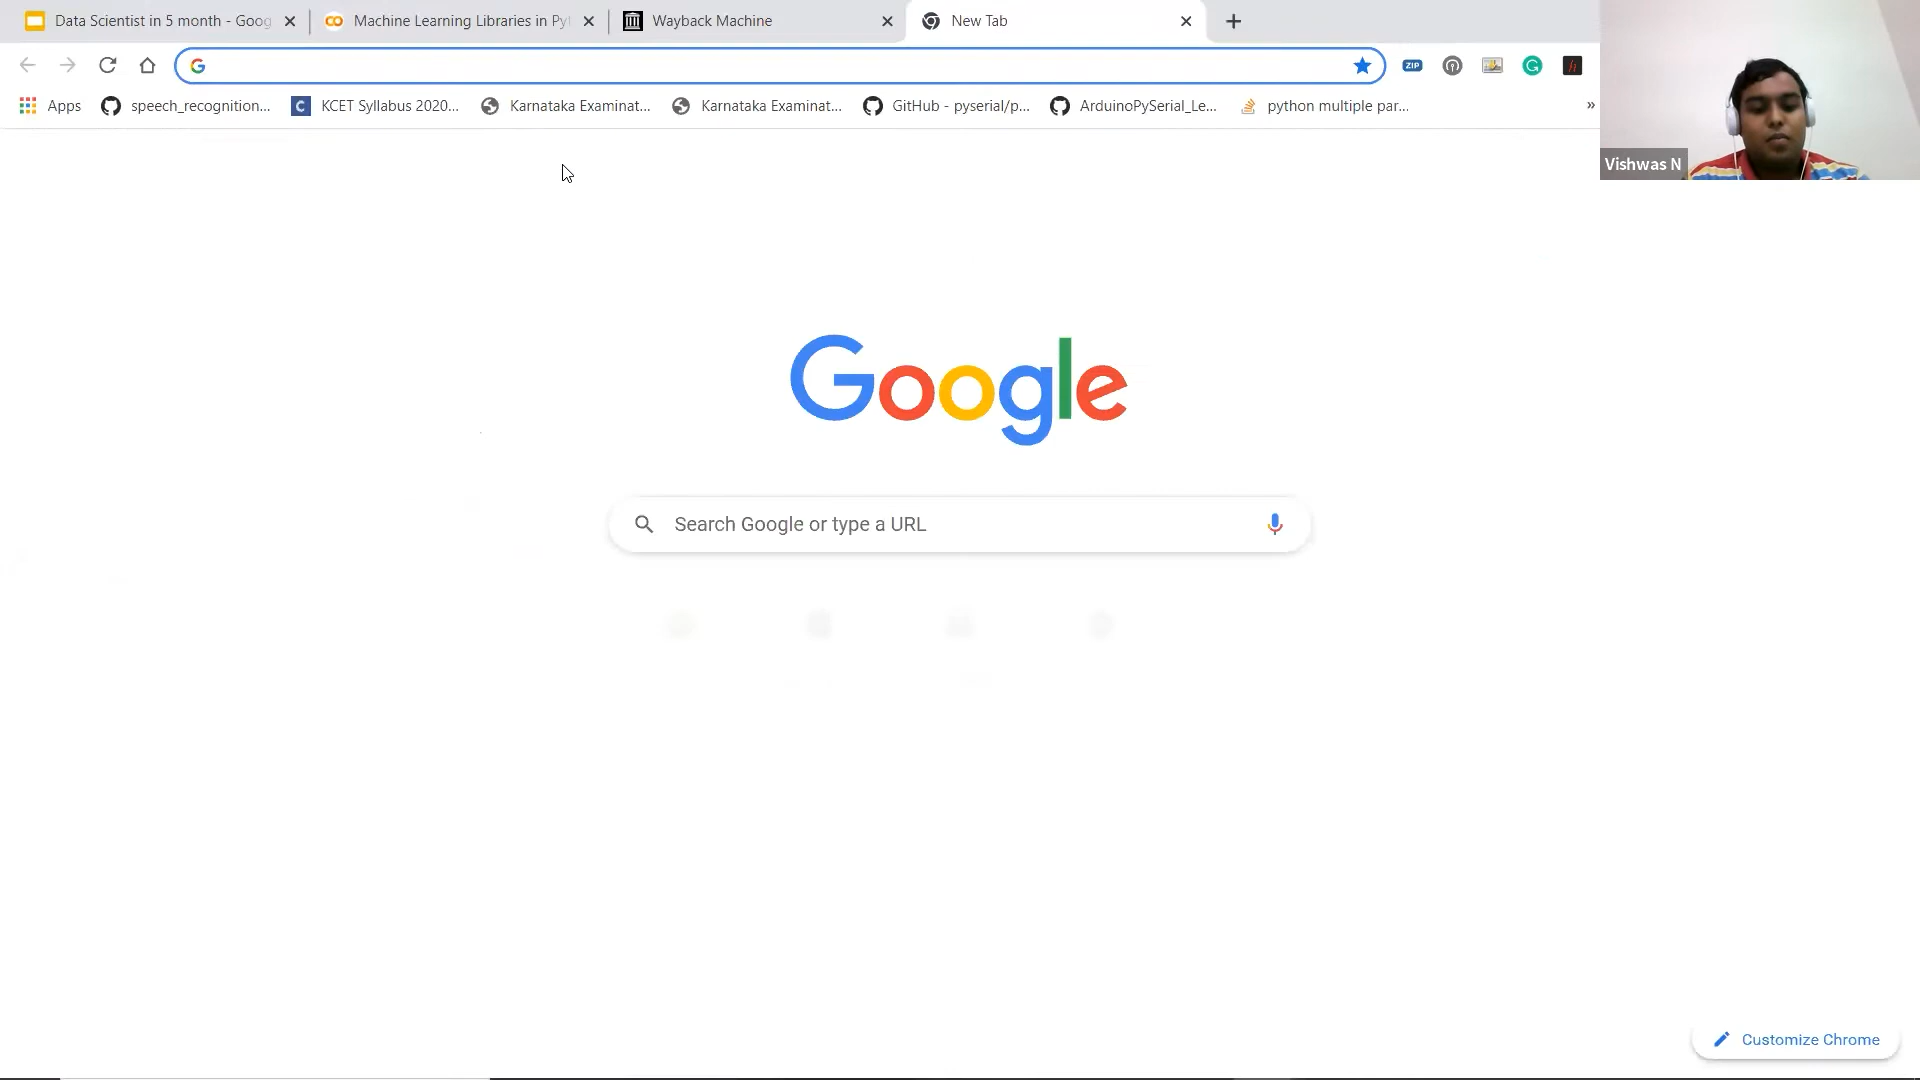 Data Scientist in 5 month - Goog
Machine Learning Libraries in Pyt
Wayback Machine
New Tab
Apps
speech_recognition...
C
KCET Syllabus 2020...
Karnataka Examinat...
Karnataka Examinat...
GitHub - pyserial/p...
ArduinoPySerial_Le...
python multiple par...
»
ZIP
h
Vishwas N
Google
Search Google or type a URL
Customize Chrome